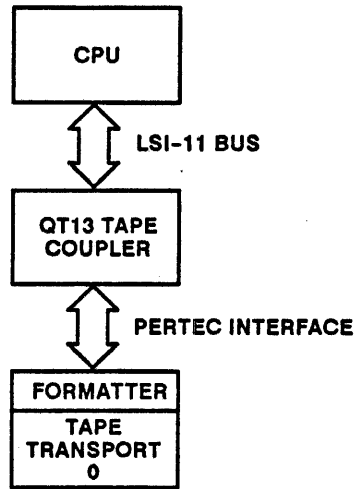 CPU
LSI-11 BUS
QT13 TAPE
COUPLER
PERTEC INTERFACE
FORMATTER
TAPE
TRANSPORT
0